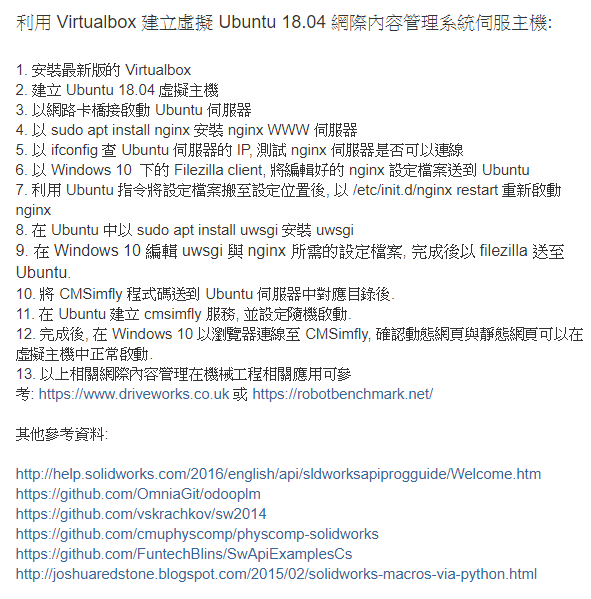 利用 Virtualbox 建立虛擬 Ubuntu 18.04 網際內容管理系統伺服主機:
1. 安裝最新版的 Virtualbox
2. 建立 Ubuntu 18.04 虛擬主機
3. 以網路卡橋接啟動 Ubuntu 伺服器
4. 以 sudo apt install nginx 安裝 nginx WWW 伺服器
5. 以 ifconfig 查 Ubuntu 伺服器的 IP, 測試 nginx 伺服器是否可以連線
6. 以 Windows 10 下的 Filezilla client, 將編輯好的 nginx 設定檔案送到 Ubuntu
7. 利用 Ubuntu 指令將設定檔案搬至設定位置後, 以 /etc/init.d/nginx restart 重新啟動
nginx
8. 在 Ubuntu 中以 sudo apt install uwsgi 安裝 uwsgi
9. 在 Windows 10 編輯 uwsgi 與 nginx 所需的設定檔案, 完成後以 filezilla 送至
Ubuntu.
10. 將 CMSimfly 程式碼送到 Ubuntu 伺服器中對應目錄後.
11. 在 Ubuntu 建立 cmsimfly 服務, 並設定隨機啟動.
12. 完成後, 在 Windows 10 以瀏覽器連線至 CMSimfly, 確認動態網頁與靜態網頁可以在
虛擬主機中正常啟動.
13. 以上相關網際內容管理在機械工程相關應用可參
考: https://www.driveworks.co.uk 或 https://robotbenchmark.net/
其他參考資料:
http://help.solidworks.com/2016/english/api/sldworksapiprogguide/Welcome.htm
https://github.com/OmniaGit/odooplm
https://github.com/vskrachkov/sw2014
https://github.com/cmuphyscomp/physcomp-solidworks
https://github.com/FuntechBlins/SwApiExamplesCs
http://joshuaredstone.blogspot.com/2015/02/solidworks-macros-via-python.html